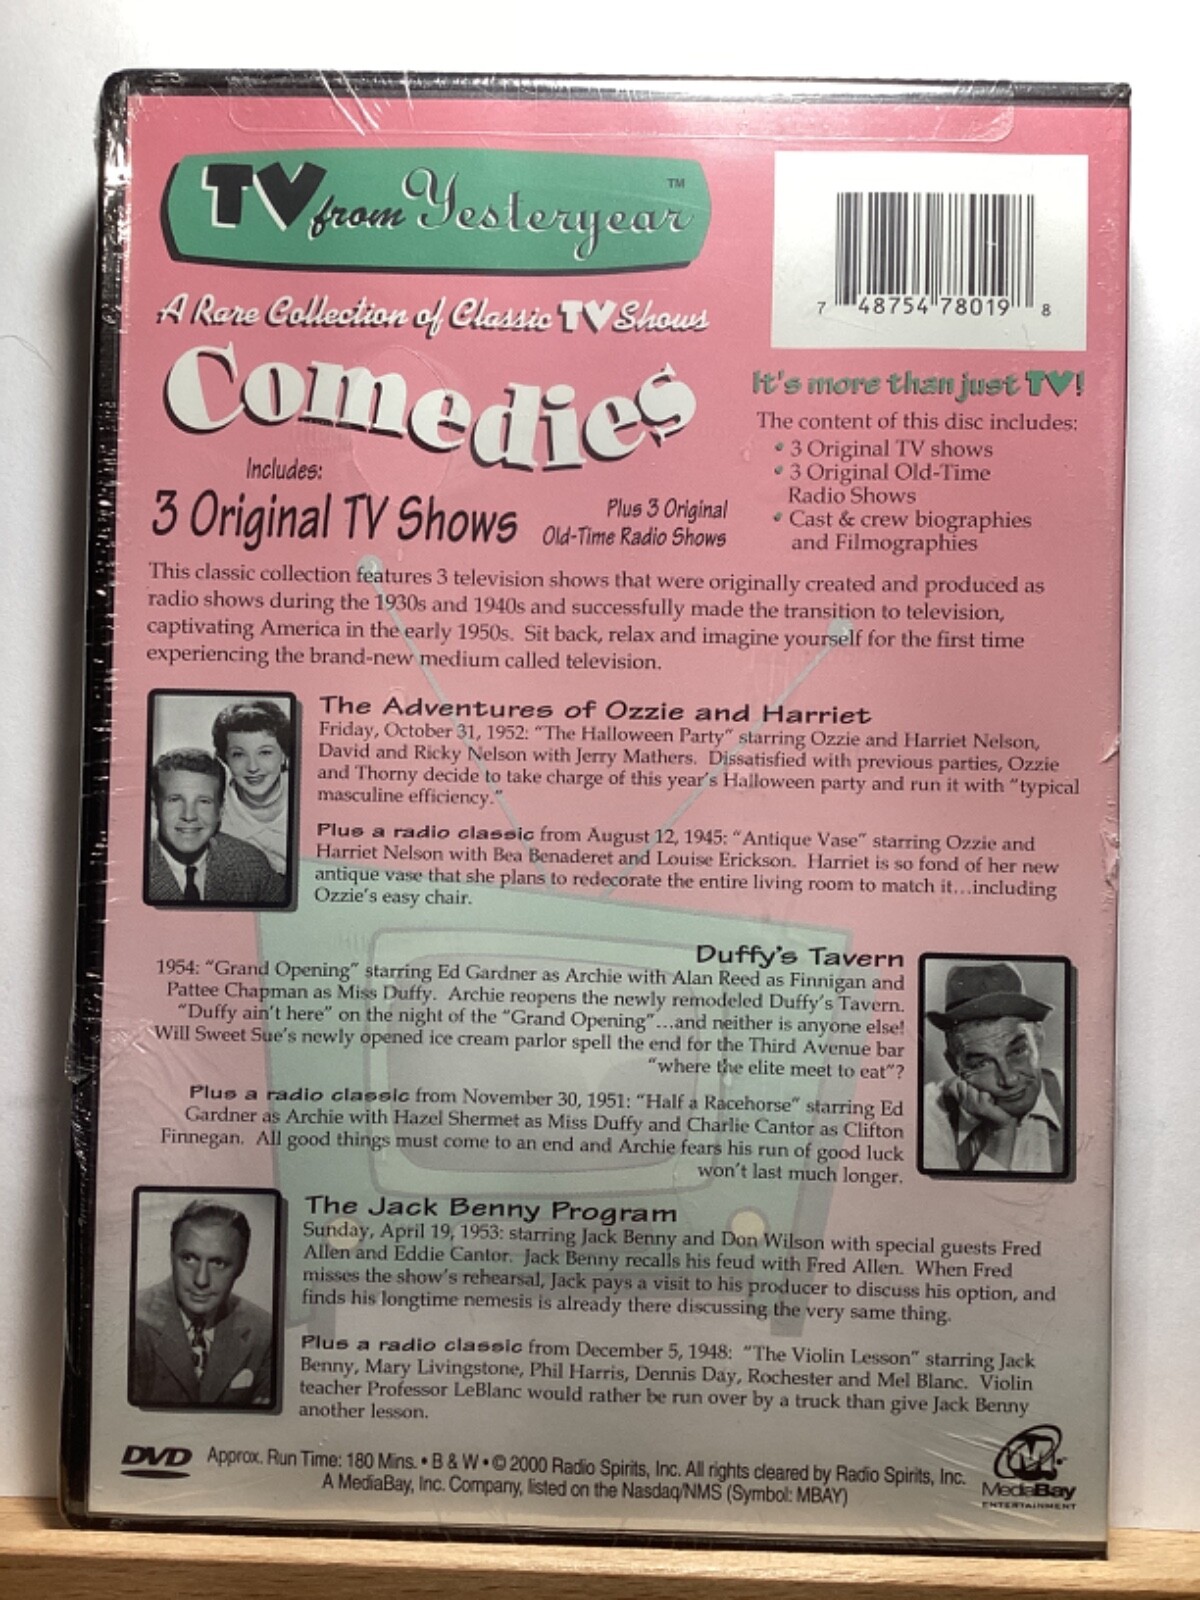 TV from Yesteryear™
A Rare Collection of Classic TV Shows
Comedies
Includes:
3 Original TV Shows
Plus 3 Original
Old-Time Radio Shows
7 48754 78019 8
It's more than just TV!
The content of this disc includes:
• 3 Original TV shows
• 3 Original Old-Time
Radio Shows
• Cast & crew biographies
and Filmographies
This classic collection features 3 television shows that were originally created and produced as
radio shows during the 1930s and 1940s and successfully made the transition to television,
captivating America in the early 1950s. Sit back, relax and imagine yourself for the first time
experiencing the brand-new medium called television.
The Adventures of Ozzie and Harriet
Friday, October 31, 1952: "The Halloween Party" starring Ozzie and Harriet Nelson,
David and Ricky Nelson with Jerry Mathers. Dissatisfied with previous parties, Ozzie
and Thorny decide to take charge of this year's Halloween party and run it with "typical
masculine efficiency."
Plus a radio classic from August 12, 1945: "Antique Vase" starring Ozzie and
Harriet Nelson with Bea Benaderet and Louise Erickson. Harriet is so fond of her new
antique vase that she plans to redecorate the entire living room to match it...including
Ozzie's easy chair.
Duffy's Tavern
1954: "Grand Opening" starring Ed Gardner as Archie with Alan Reed as Finnigan and
Pattee Chapman as Miss Duffy. Archie reopens the newly remodeled Duffy's Tavern.
"Duffy ain't here" on the night of the "Grand Opening"...and neither is anyone else!
Will Sweet Sue's newly opened ice cream parlor spell the end for the Third Avenue bar
"where the elite meet to eat"?
Plus a radio classic from November 30, 1951: "Half a Racehorse" starring Ed
Gardner as Archie with Hazel Shermet as Miss Duffy and Charlie Cantor as Clifton
Finnegan. All good things must come to an end and Archie fears his run of good luck
won't last much longer.
The Jack Benny Program
Sunday, April 19, 1953: starring Jack Benny and Don Wilson with special guests Fred
Allen and Eddie Cantor. Jack Benny recalls his feud with Fred Allen. When Fred
misses the show's rehearsal, Jack pays a visit to his producer to discuss his option, and
finds his longtime nemesis is already there discussing the very same thing.
Plus a radio classic from December 5, 1948: "The Violin Lesson" starring Jack
Benny, Mary Livingstone, Phil Harris, Dennis Day, Rochester and Mel Blanc. Violin
teacher Professor LeBlanc would rather be run over by a truck than give Jack Benny
another lesson.
DVD
Approx. Run Time: 180 Mins. • B & W • © 2000 Radio Spirits, Inc. All rights cleared by Radio Spirits, Inc.
A MediaBay, Inc. Company, listed on the Nasdaq/NMS (Symbol: MBAY)
MediaBay
ENTERTAINMENT